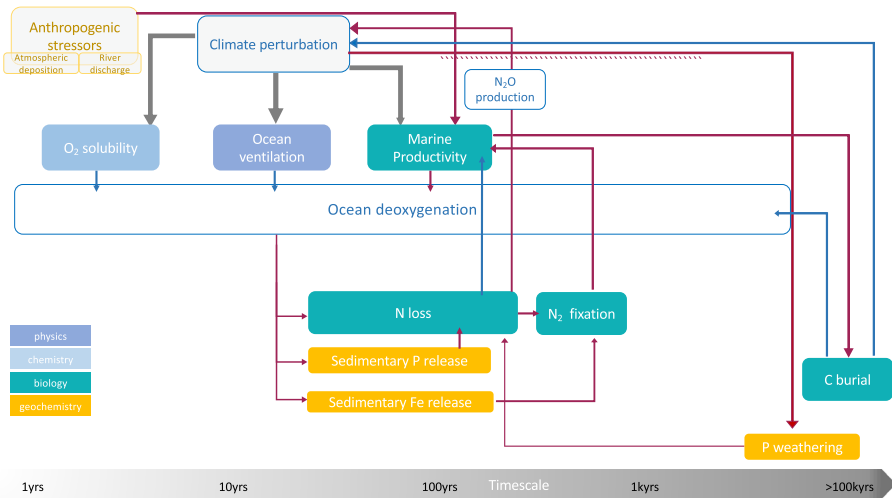 Anthropogenic
stressors
Atmospheric
deposition
River
discharge
Climate perturbation
N₂O
production
O₂ solubility
Ocean
ventilation
Marine
Productivity
Ocean deoxygenation
N loss
N₂ fixation
Sedimentary P release
Sedimentary Fe release
C burial
P weathering
physics
chemistry
biology
geochemistry
1yrs
10yrs
100yrs
Timescale
1kyrs
>100kyrs